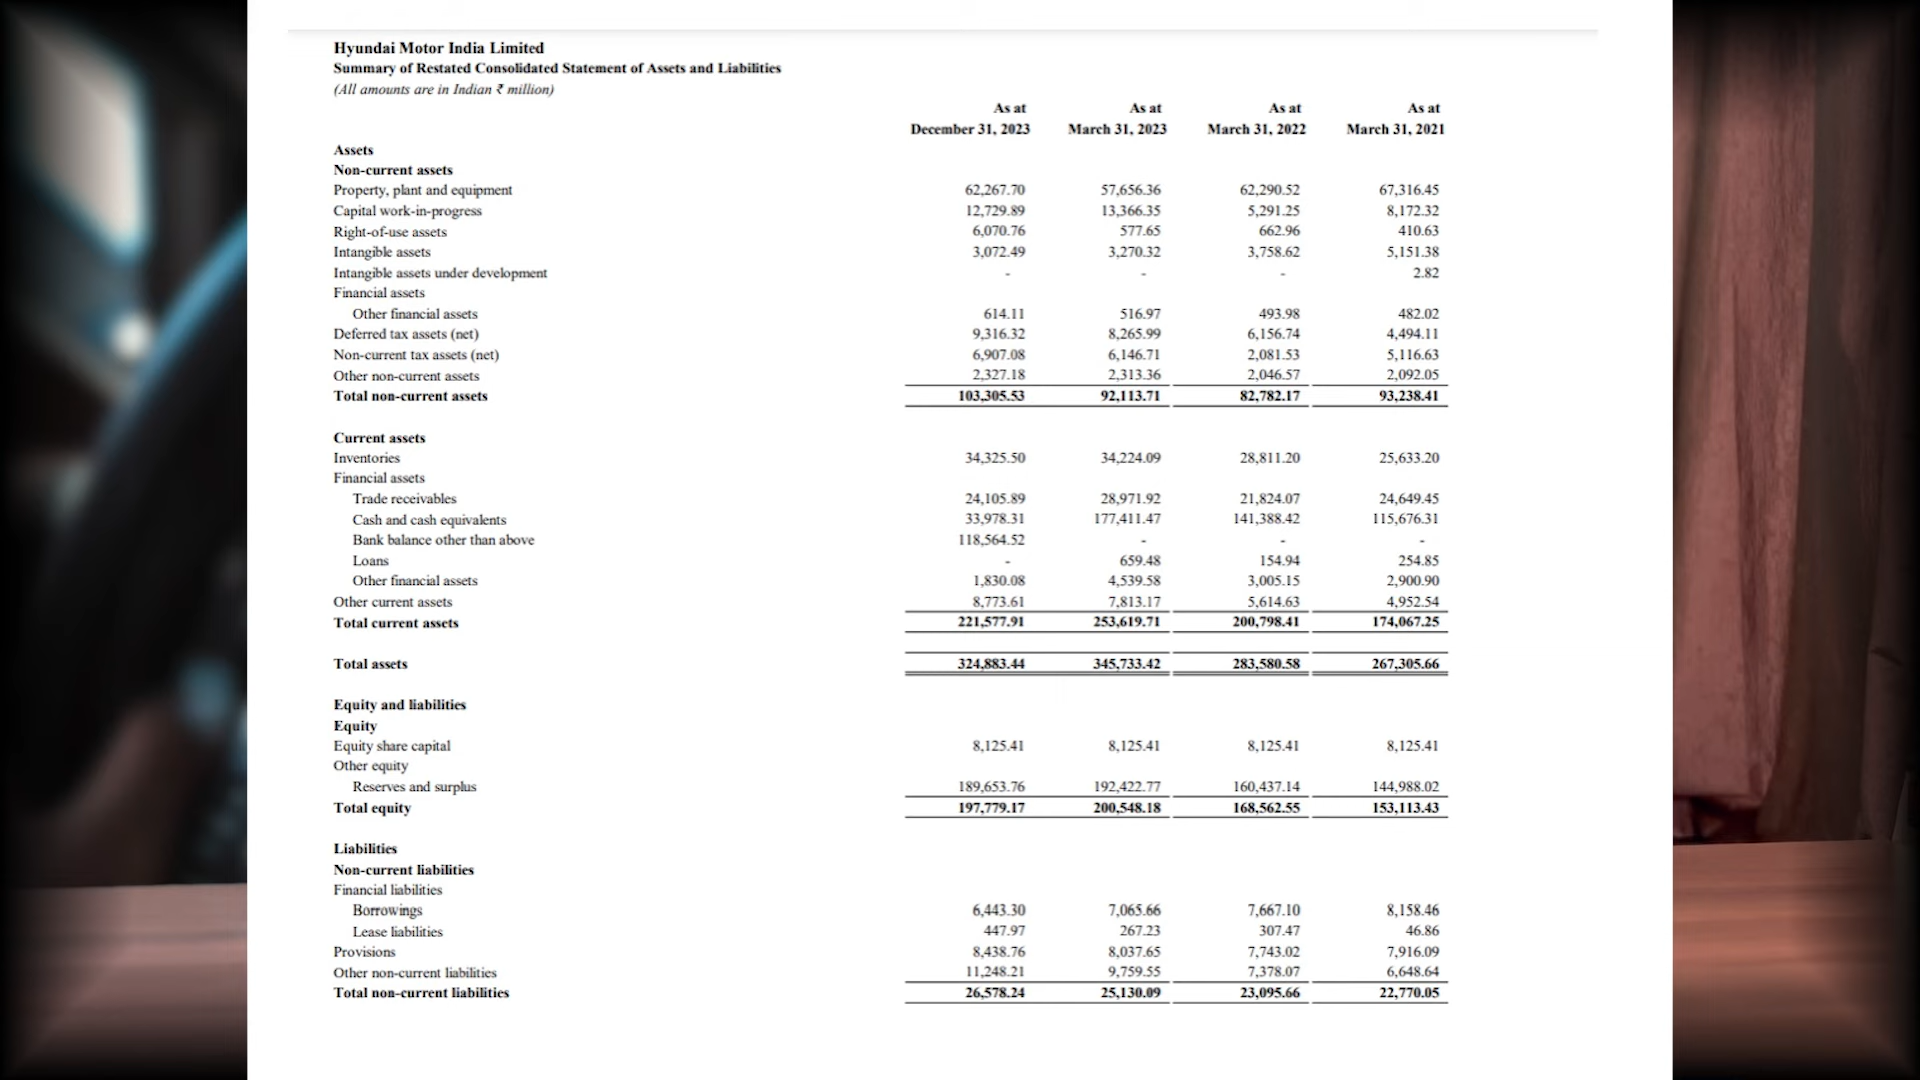 Hyundai Motor India Limited
Summary of Restated Consolidated Statement of Assets and Liabilities
(All amounts are in Indian ₹ million)
As at As at As at As at
December 31, 2023 March 31, 2023 March 31, 2022 March 31, 2021
Assets
Non-current assets
Property, plant and equipment 62,267.70 57,656.36 62,290.52 67,316.45
Capital work-in-progress 12,729.89 13,366.35 5,291.25 8,172.32
Right-of-use assets 6,070.76 577.65 662.96 410.63
Intangible assets 3,072.49 3,270.32 3,758.62 5,151.38
Intangible assets under development - - - 2.82
Financial assets
Other financial assets 614.11 516.97 493.98 482.02
Deferred tax assets (net) 9,316.32 8,265.99 6,156.74 4,494.11
Non-current tax assets (net) 6,907.08 6,146.71 2,081.53 5,116.63
Other non-current assets 2,327.18 2,313.36 2,046.57 2,092.05
Total non-current assets 103,305.53 92,113.71 82,782.17 93,238.41
Current assets
Inventories 34,325.50 34,224.09 28,811.20 25,633.20
Financial assets
Trade receivables 24,105.89 28,971.92 21,824.07 24,649.45
Cash and cash equivalents 33,978.31 177,411.47 141,388.42 115,676.31
Bank balance other than above 118,564.52 - - -
Loans - 659.48 154.94 254.85
Other financial assets 1,830.08 4,539.58 3,005.15 2,900.90
Other current assets 8,773.61 7,813.17 5,614.63 4,952.54
Total current assets 221,577.91 253,619.71 200,798.41 174,067.25
Total assets 324,883.44 345,733.42 283,580.58 267,305.66
Equity and liabilities
Equity
Equity share capital 8,125.41 8,125.41 8,125.41 8,125.41
Other equity
Reserves and surplus 189,653.76 192,422.77 160,437.14 144,988.02
Total equity 197,779.17 200,548.18 168,562.55 153,113.43
Liabilities
Non-current liabilities
Financial liabilities
Borrowings 6,443.30 7,065.66 7,667.10 8,158.46
Lease liabilities 447.97 267.23 307.47 46.86
Provisions 8,438.76 8,037.65 7,743.02 7,916.09
Other non-current liabilities 11,248.21 9,759.55 7,378.07 6,648.64
Total non-current liabilities 26,578.24 25,130.09 23,095.66 22,770.05